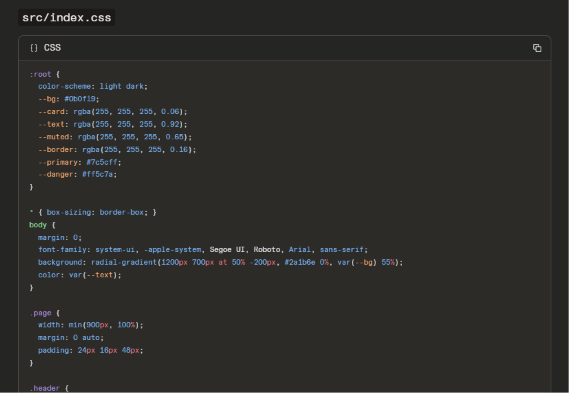 src/index.css
{} CSS
:root {
color-scheme: light dark;
--bg: #0b0f19;
--card: rgba(255, 255, 255, 0.06);
--text: rgba(255, 255, 255, 0.92);
--muted: rgba(255, 255, 255, 0.65);
--border: rgba(255, 255, 255, 0.16);
--primary: #7c5cff;
--danger: #ff5c7a;
}
* { box-sizing: border-box; }
body {
margin: 0;
font-family: system-ui, -apple-system, Segoe UI, Roboto, Arial, sans-serif;
background: radial-gradient(1200px 700px at 50% -200px, #2a1b6e 0%, var(--bg) 55%);
color: var(--text);
}
.page {
width: min(900px, 100%);
margin: 0 auto;
padding: 24px 16px 48px;
}
.header {